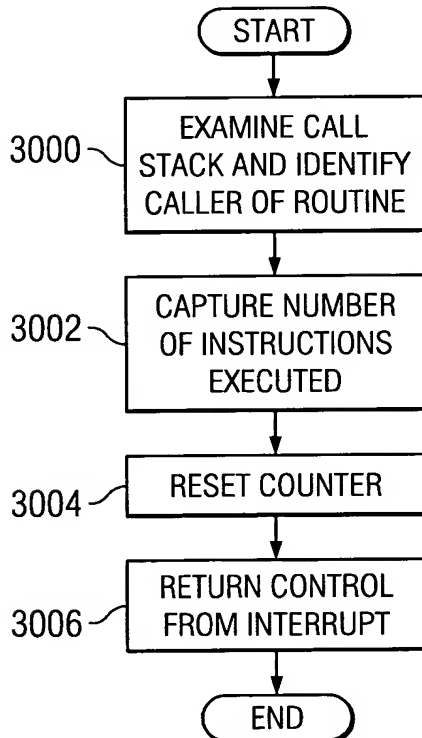 START
3000
EXAMINE CALL
STACK AND IDENTIFY
CALLER OF ROUTINE
3002
CAPTURE NUMBER
OF INSTRUCTIONS
EXECUTED
3004
RESET COUNTER
3006
RETURN CONTROL
FROM INTERRUPT
END